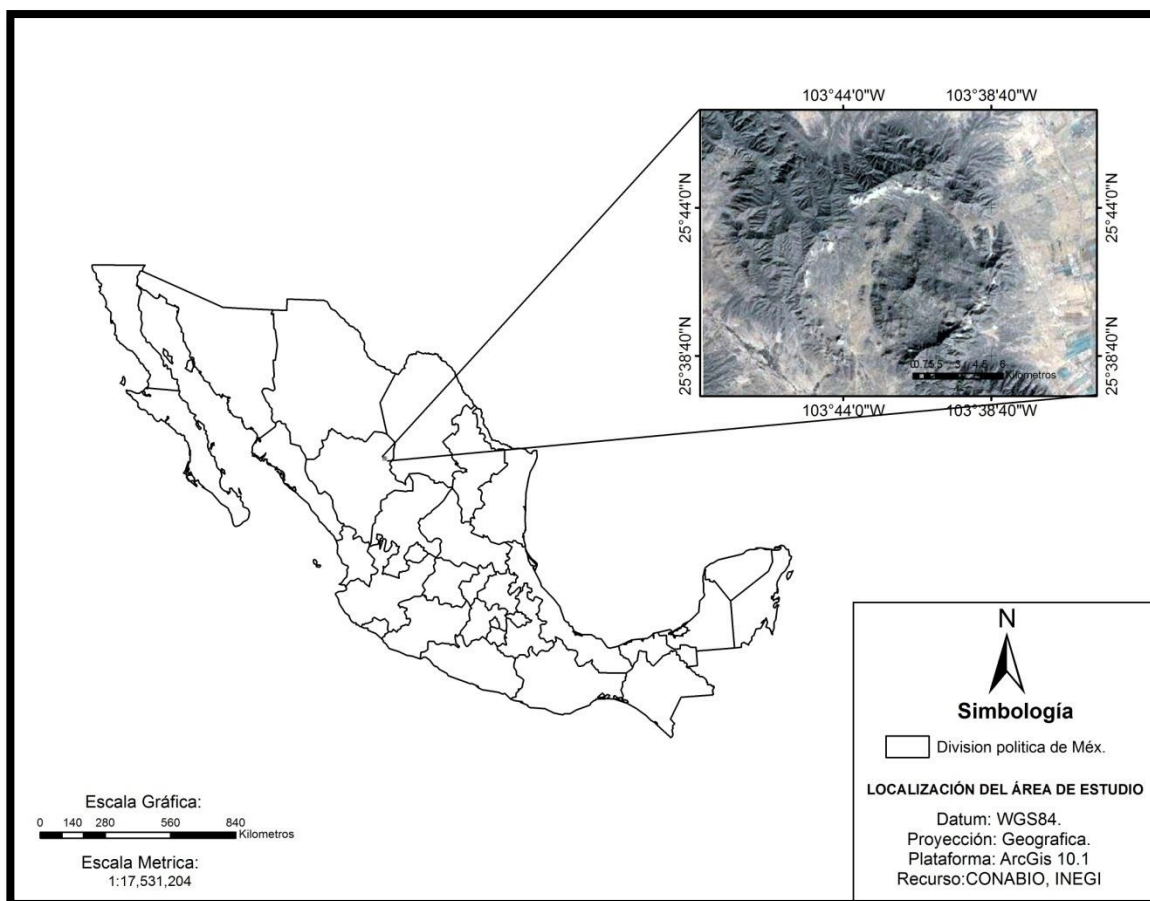 103°44'0"W 103°38'40"W
25°44'0"N 25°44'0"N
25°38'40"N 25°38'40"N
Kilometros
103°44'0"W 103°38'40"W
N
Simbología
Division politica de Méx.
LOCALIZACIÓN DEL ÁREA DE ESTUDIO
Datum: WGS84.
Proyección: Geografica.
Plataforma: ArcGis 10.1
Recurso:CONABIO, INEGI
Escala Gráfica:
0 140 280 560 840
Kilometros
Escala Metrica:
1:17,531,204